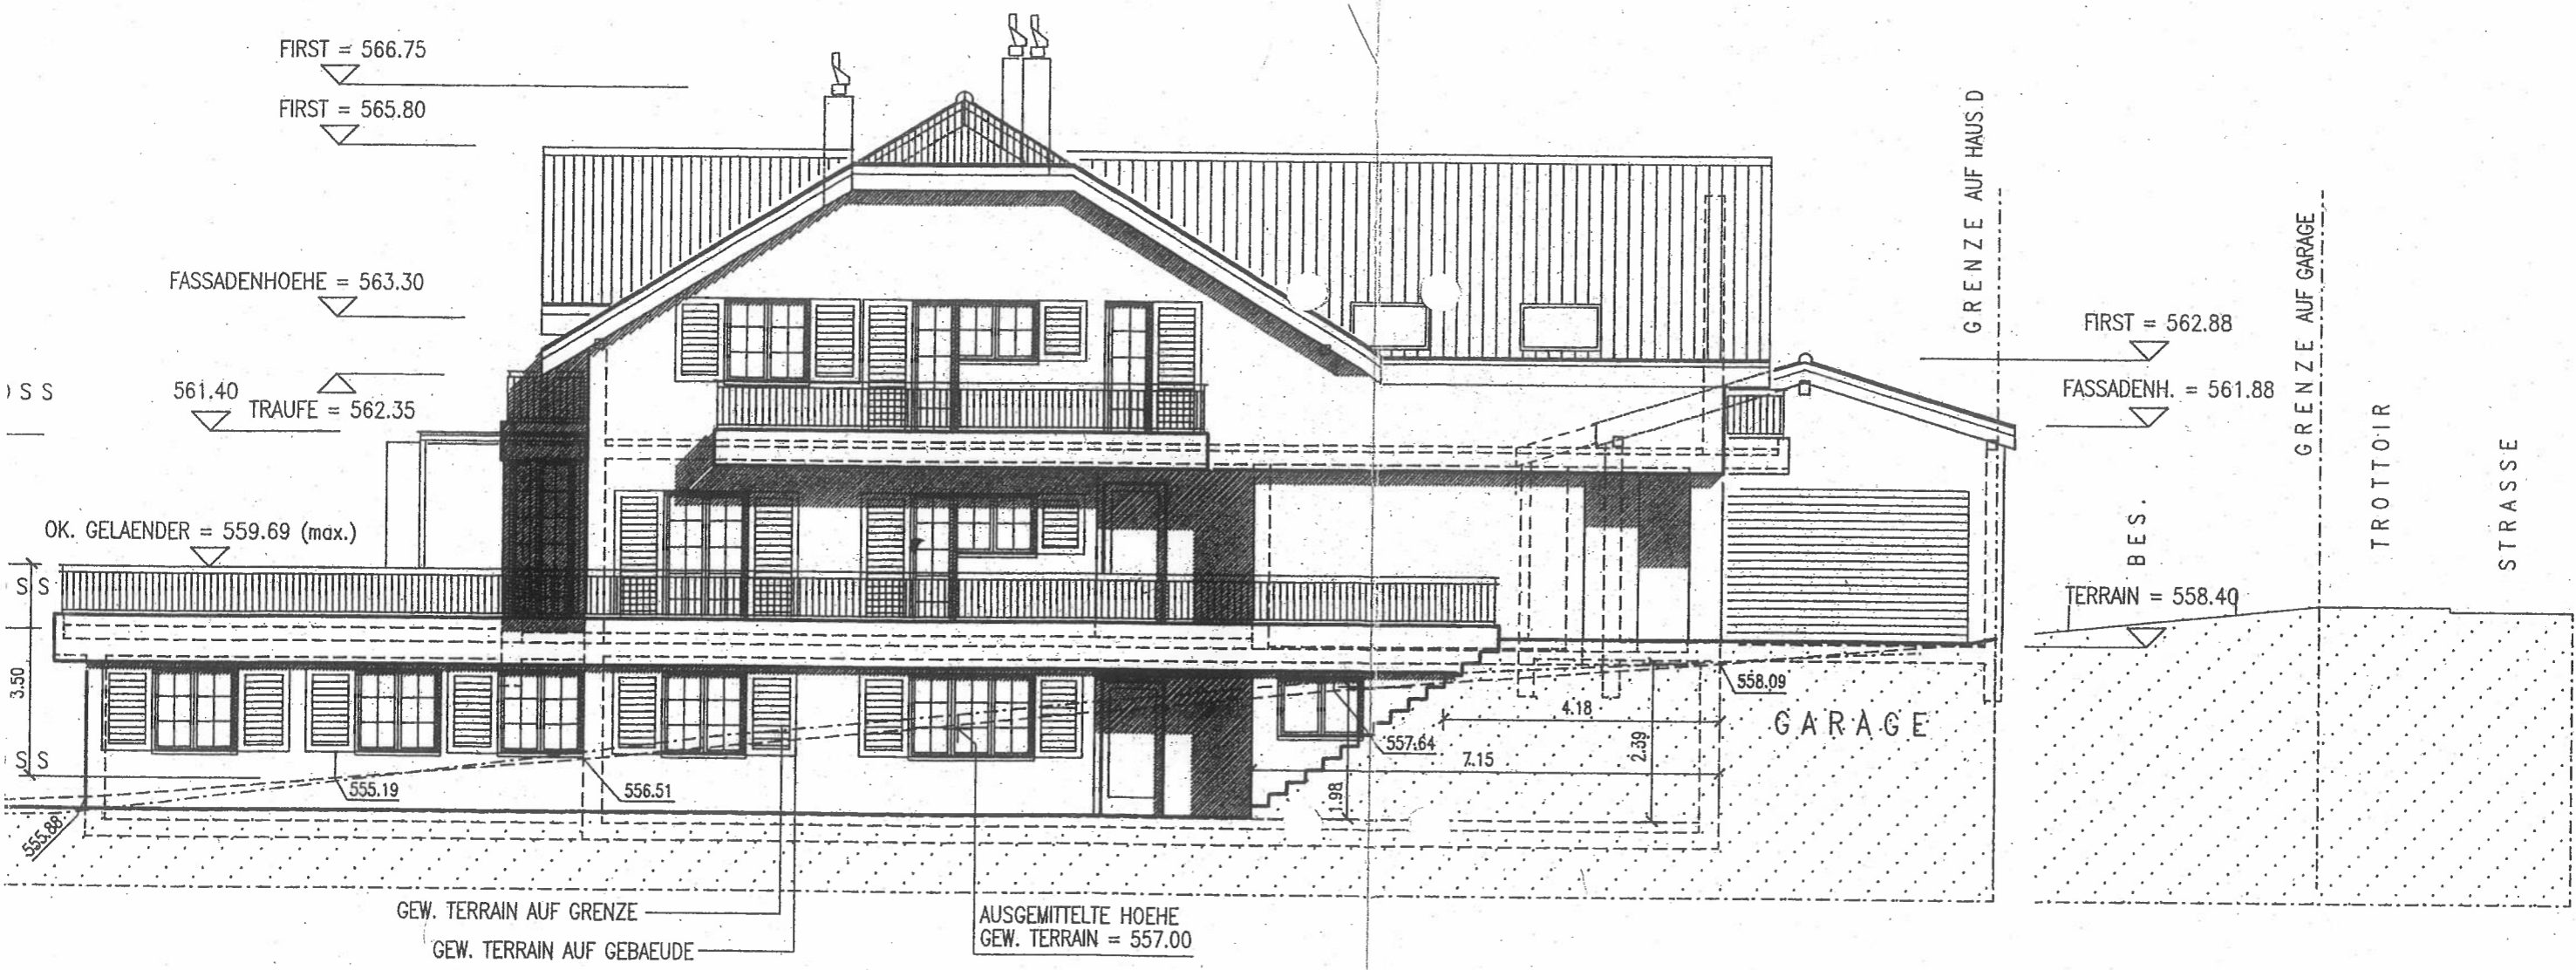 FIRST = 566.75
FIRST = 565.80
FASSADENHOEHE = 563.30
561.40
TRAUFE = 562.35
S S
OK. GELAENDER = 559.69 (max.)
S S
3.50
S S
555.88
555.19
556.51
GEW. TERRAIN AUF GRENZE
GEW. TERRAIN AUF GEBAEUDE
AUSGEMITTELTE HOEHE
GEW. TERRAIN = 557.00
1.98
557.64
4.18
7.15
2.39
558.09
GARAGE
GRENZE AUF HAUS D
FIRST = 562.88
FASSADENH. = 561.88
TERRAIN = 558.40
BES.
GRENZE AUF GARAGE
TROTTOIR
STRASSE